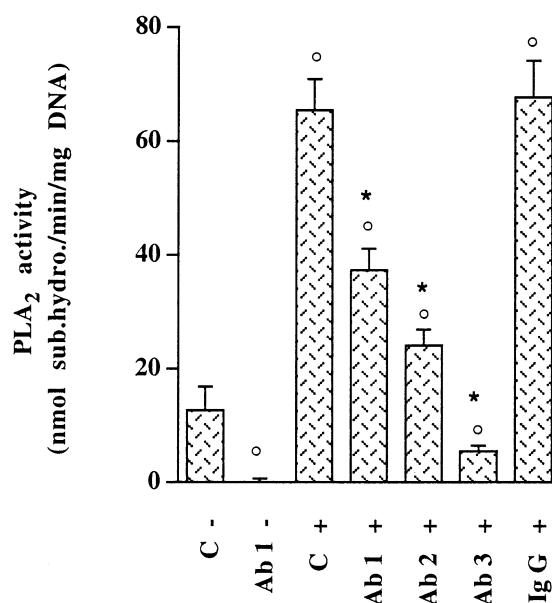 80
60
40
20
0
PLA2 activity
(nmol sub.hydro./min/mg DNA)
° * ° * ° * ° ° °
C -
Ab 1 -
C +
Ab 1 +
Ab 2 +
Ab 3 +
Ig G +